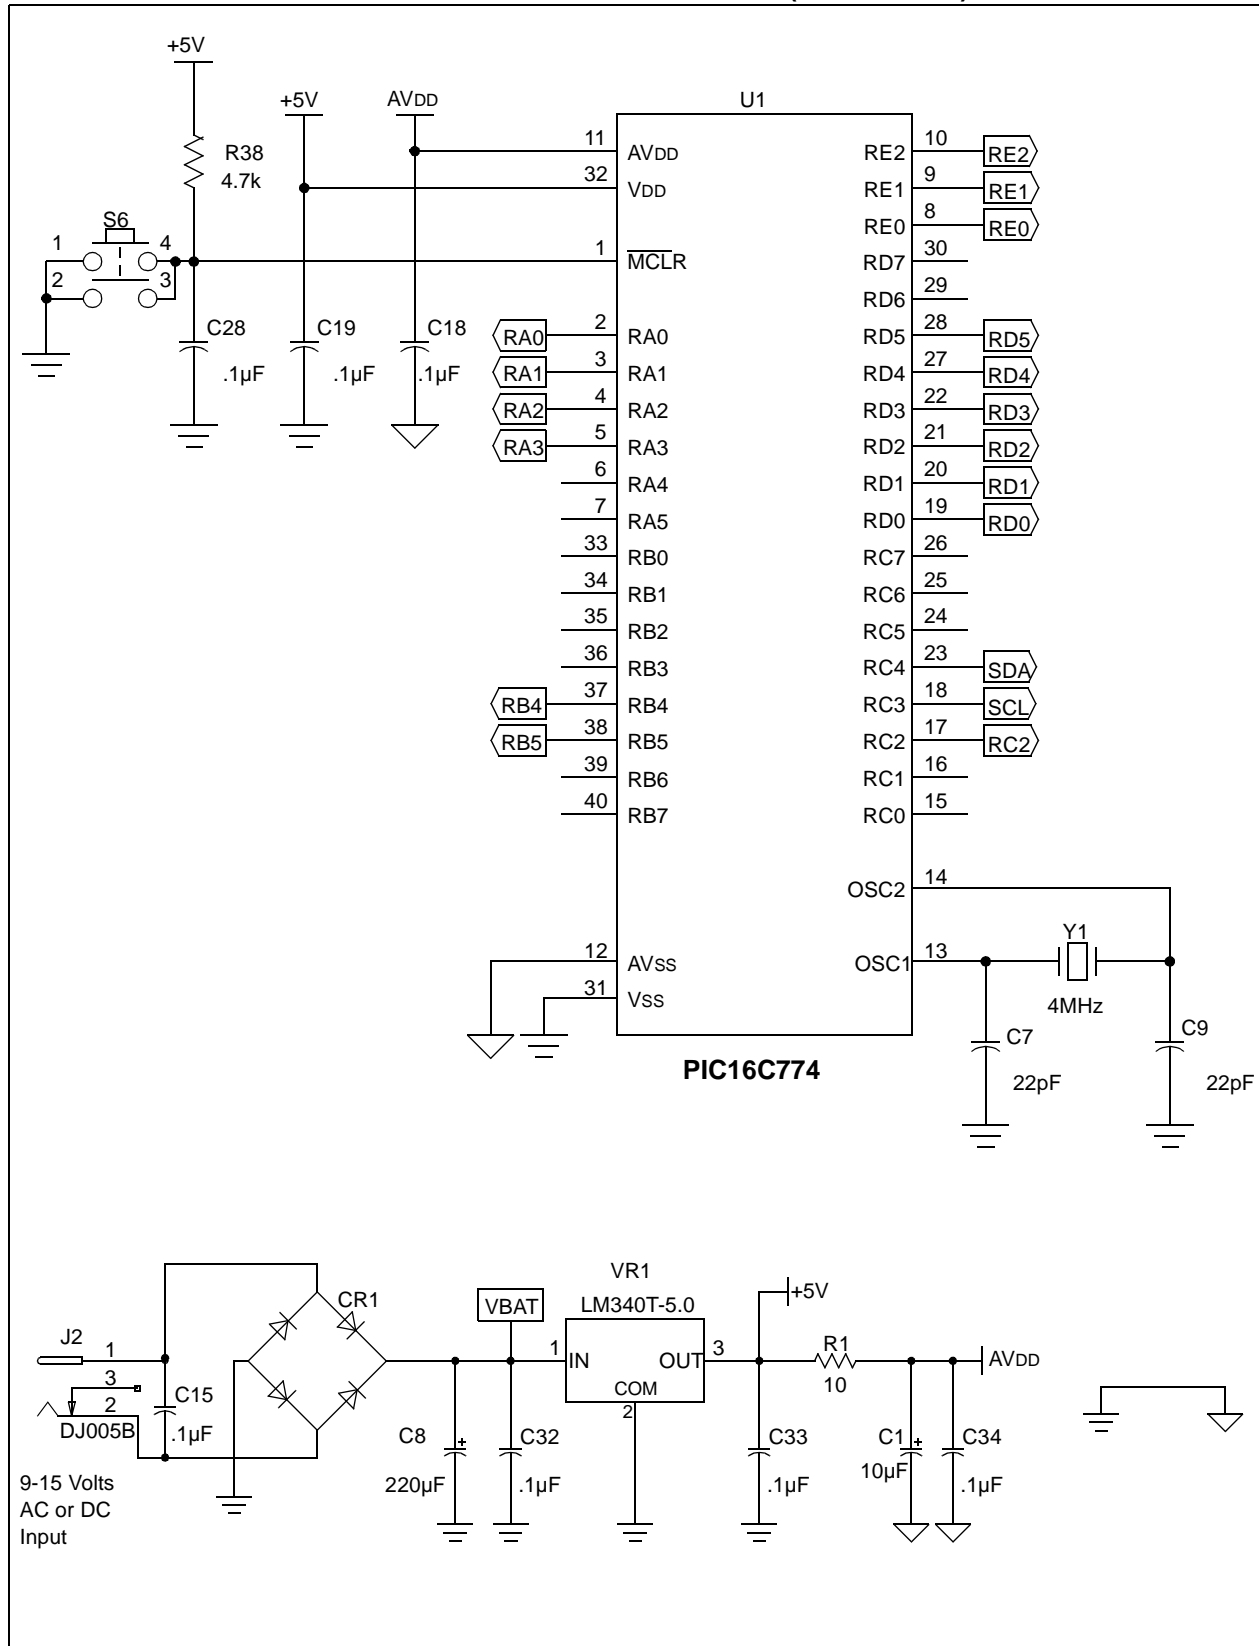 +5V
+5V
AVDD
U1
R38
4.7k
S6
1
4
2
3
C28
.1µF
C19
.1µF
C18
.1µF
11
AVDD
32
VDD
1
MCLR
RA0
2
RA0
RA1
3
RA1
RA2
4
RA2
RA3
5
RA3
6
RA4
7
RA5
33
RB0
34
RB1
35
RB2
36
RB3
RB4
37
RB4
RB5
38
RB5
39
RB6
40
RB7
12
AVSS
31
VSS
RE2
10
RE2
RE1
9
RE1
RE0
8
RE0
RD7
30
RD6
29
RD5
28
RD5
RD4
27
RD4
RD3
22
RD3
RD2
21
RD2
RD1
20
RD1
RD0
19
RD0
RC7
26
RC6
25
RC5
24
RC4
23
SDA
RC3
18
SCL
RC2
17
RC2
RC1
16
RC0
15
OSC2
14
OSC1
13
Y1
4MHz
C7
22pF
C9
22pF
PIC16C774
J2
1
3
2
DJ005B
C15
.1µF
9-15 Volts
AC or DC
Input
CR1
C8
+
220µF
VBAT
C32
.1µF
VR1
LM340T-5.0
1
IN
OUT
3
COM
2
+5V
C33
.1µF
R1
10
C1
+
10µF
C34
.1µF
AVDD